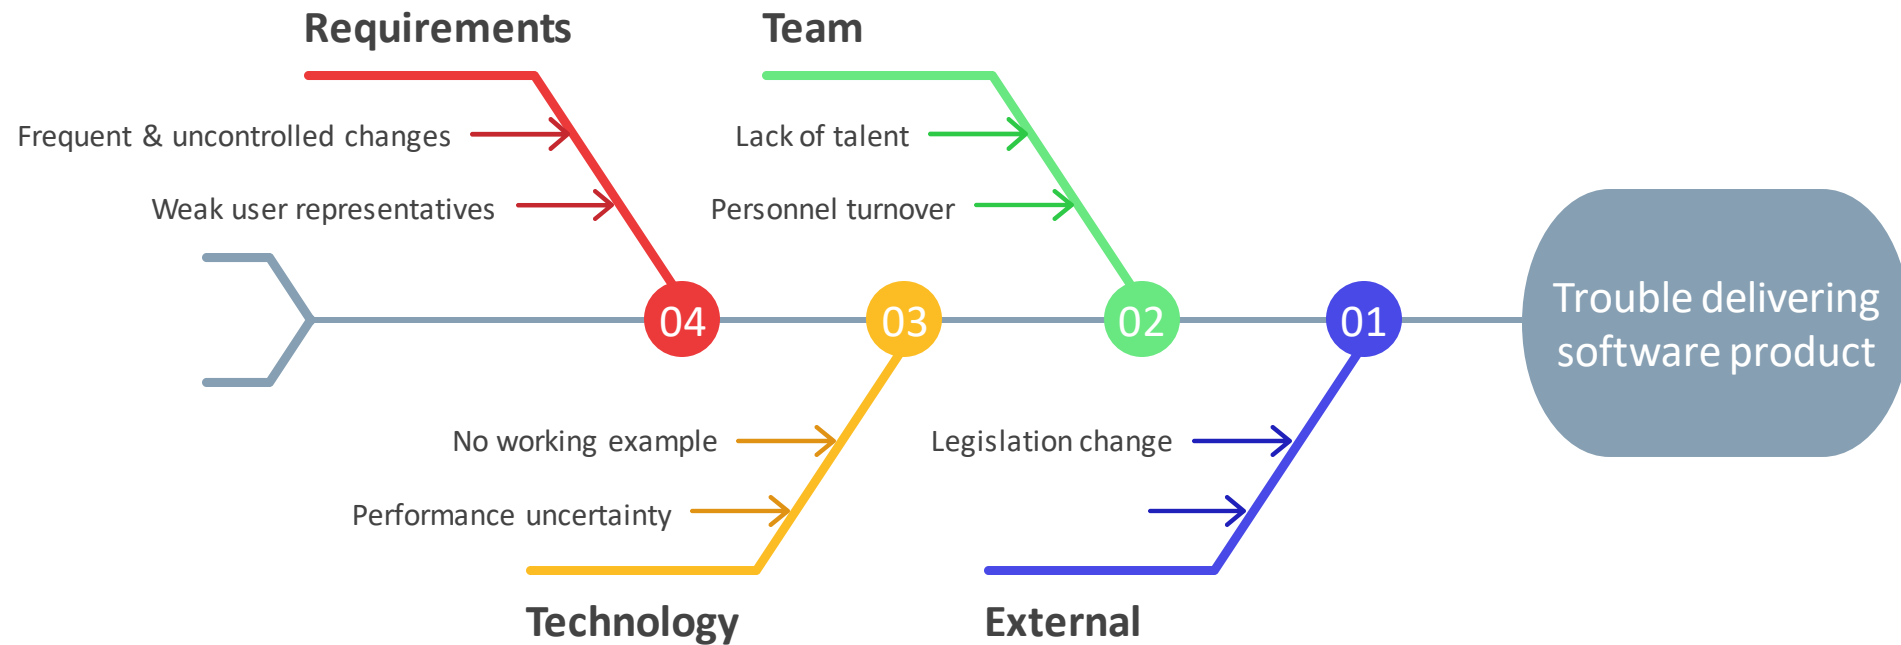 Requirements
Team
Frequent & uncontrolled changes
Lack of talent
Weak user representatives
Personnel turnover
04
03
02
01
Trouble delivering
software product
No working example
Legislation change
Performance uncertainty
Technology
External